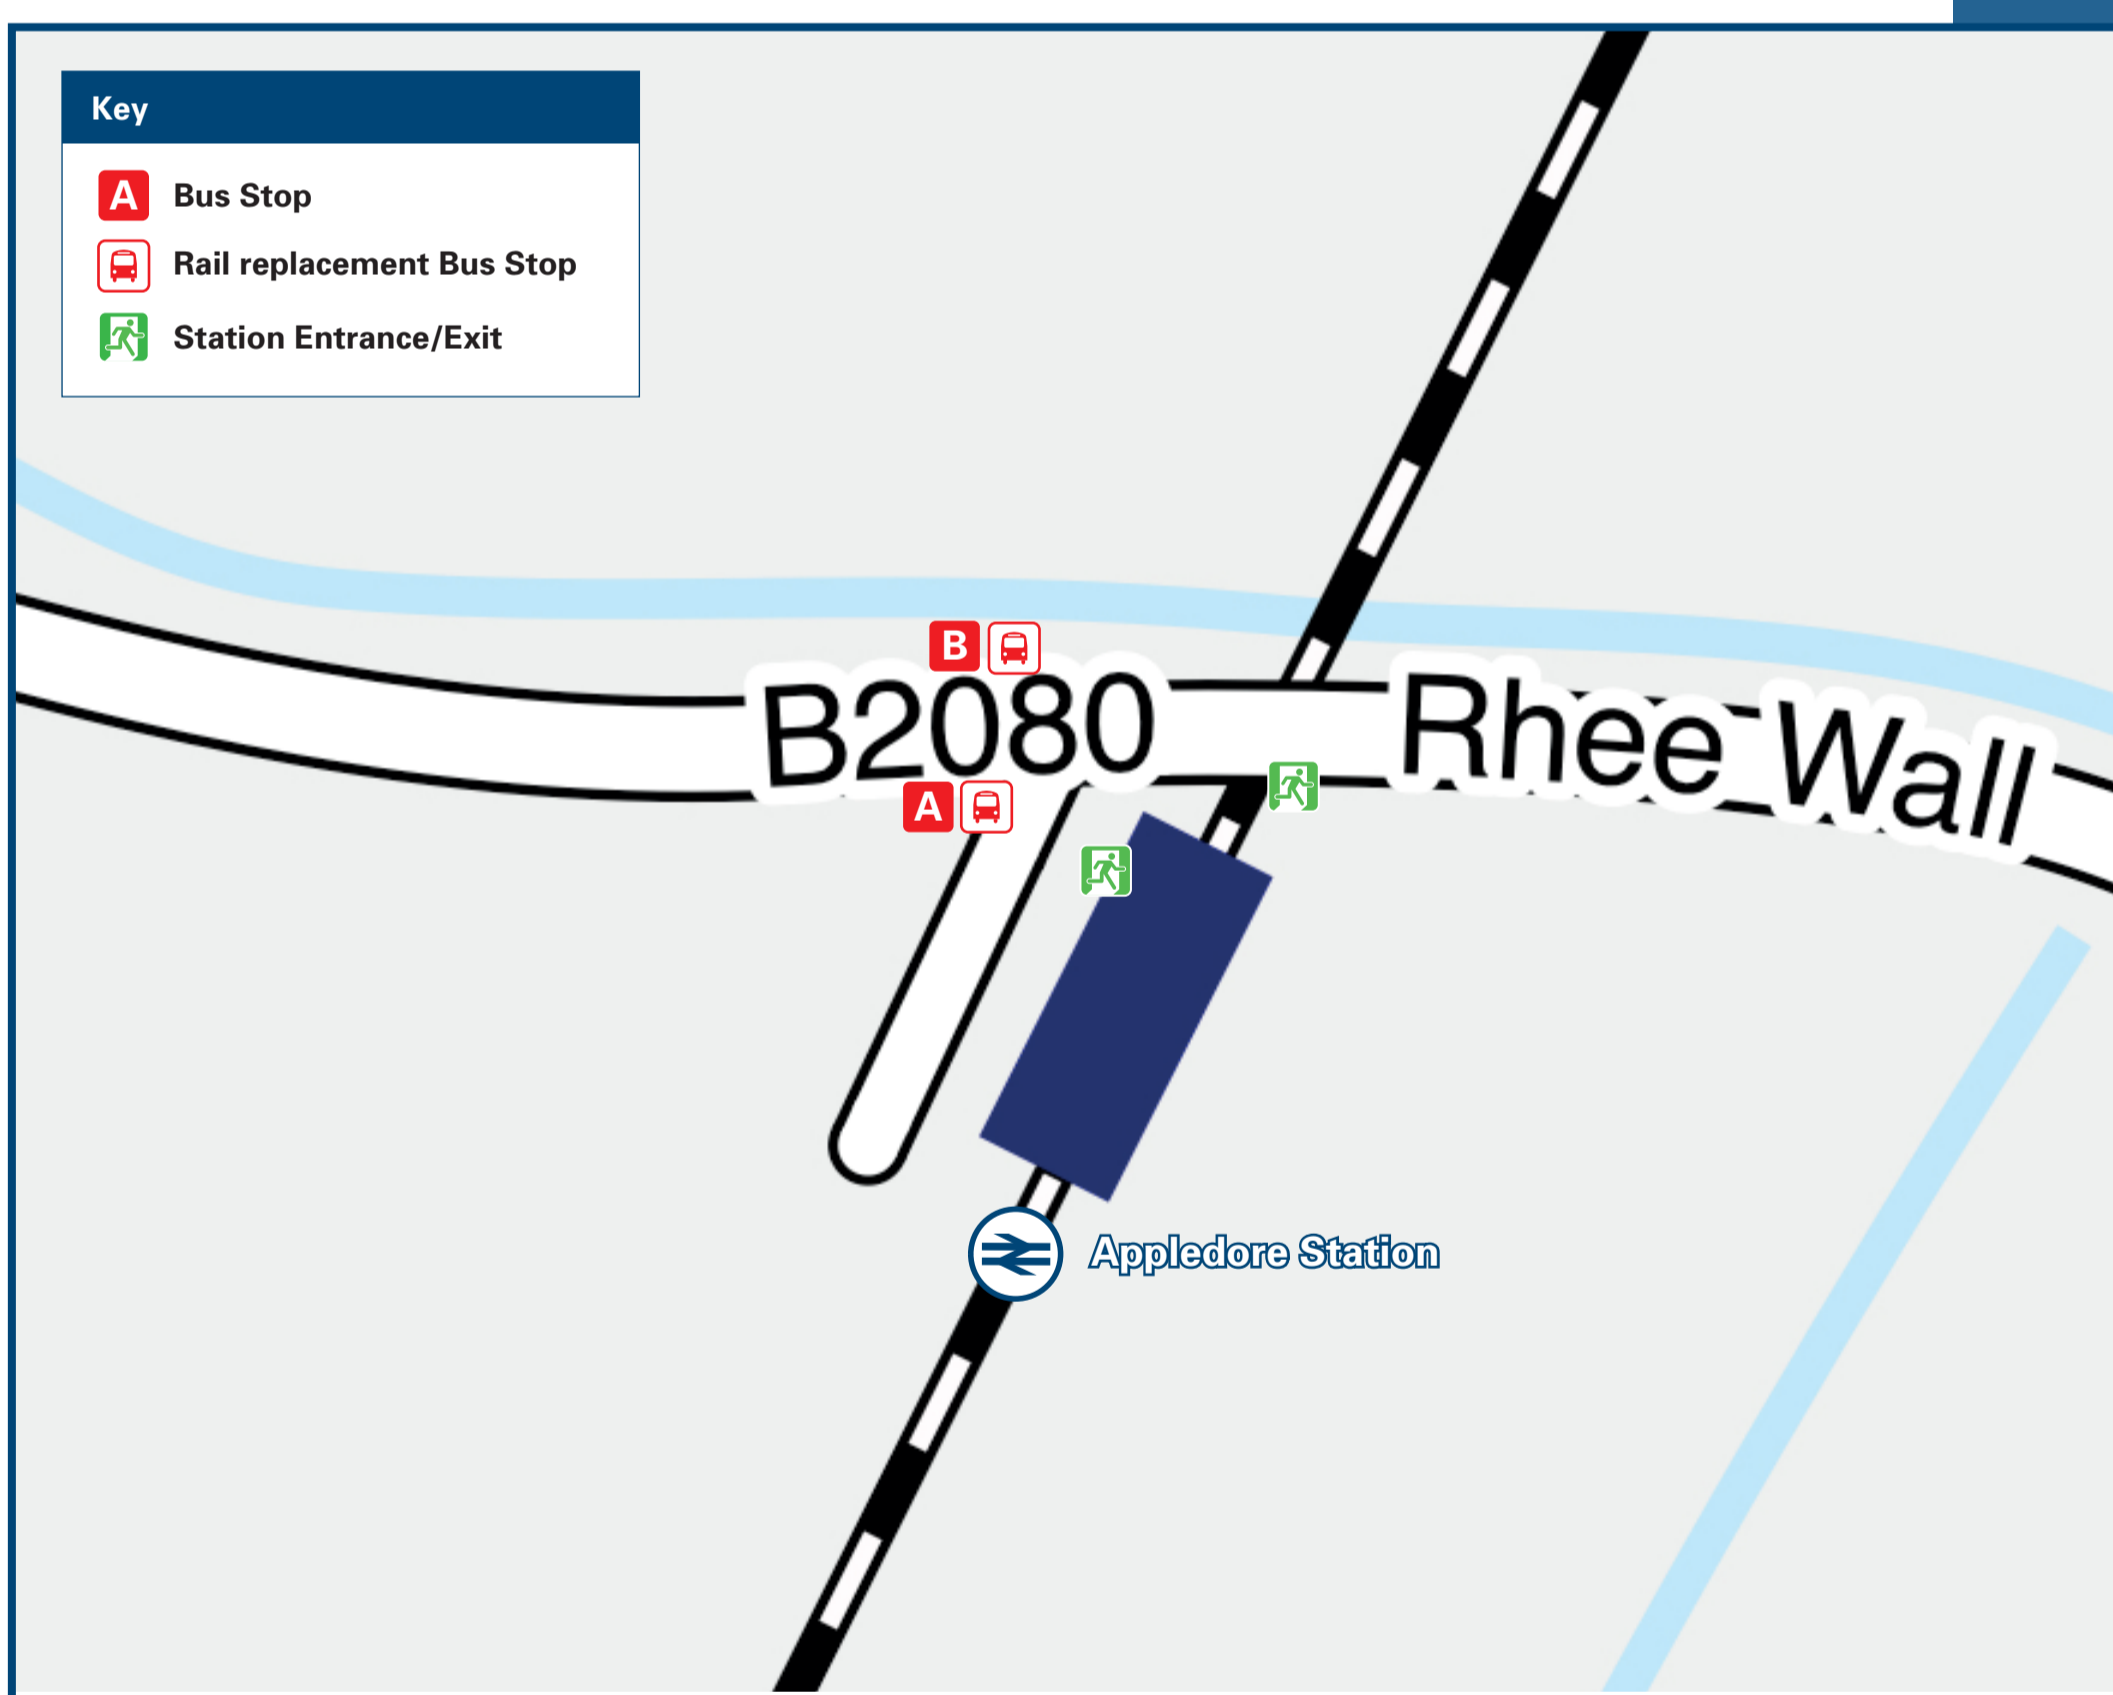 Key
A Bus Stop
Rail replacement Bus Stop
Station Entrance/Exit
B
B2080 Rhee Wall
A
Appledore Station